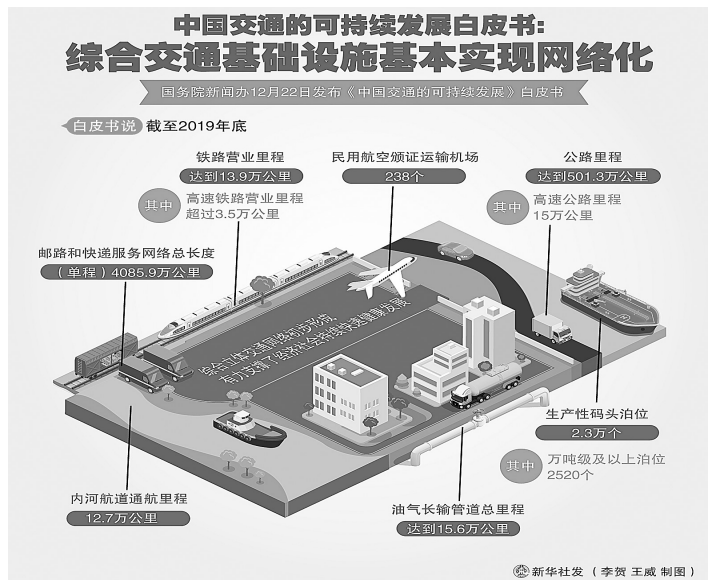 中国交通的可持续发展白皮书:
综合交通基础设施基本实现网络化
国务院新闻办12月22日发布《中国交通的可持续发展》白皮书
白皮书说 截至2019年底
铁路营业里程
达到13.9万公里
其中
高速铁路营业里程
超过3.5万公里
民用航空颁证运输机场
238个
公路里程
达到501.3万公里
其中
高速公路里程
15万公里
邮路和快递服务网络总长度
（单程）4085.9万公里
综合立体交通网络初步形成，
有力支撑了经济社会持续快速健康发展
生产性码头泊位
2.3万个
其中
万吨级及以上泊位
2520个
内河航道通航里程
12.7万公里
油气长输管道总里程
达到15.6万公里
新华社发（李贺 王威 制图）